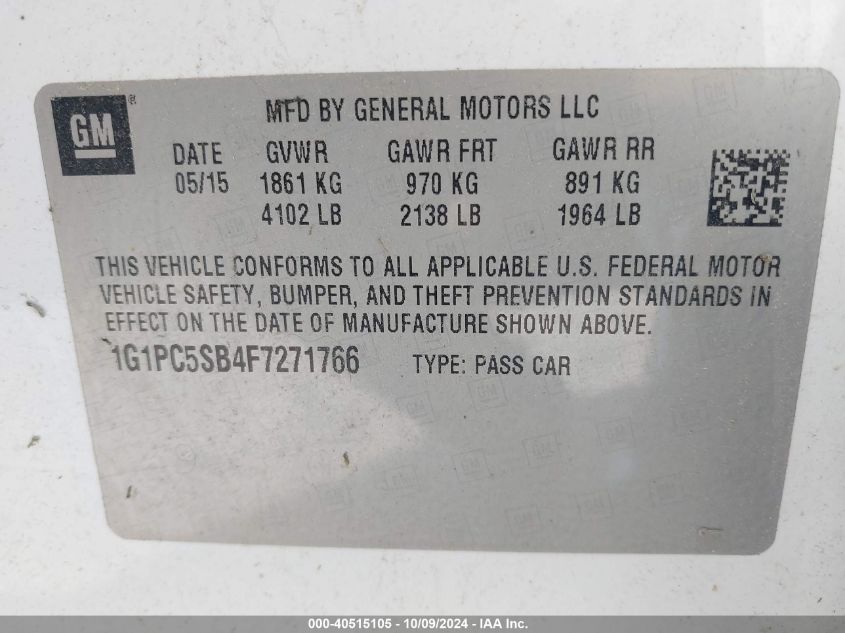 GM
MFD BY GENERAL MOTORS LLC
DATE GVWR GAWR FRT GAWR RR
05/15 1861 KG 970 KG 891 KG
4102 LB 2138 LB 1964 LB
THIS VEHICLE CONFORMS TO ALL APPLICABLE U.S. FEDERAL MOTOR
VEHICLE SAFETY, BUMPER, AND THEFT PREVENTION STANDARDS IN
EFFECT ON THE DATE OF MANUFACTURE SHOWN ABOVE.
1G1PC5SB4F7271766 TYPE: PASS CAR
000-40515105 - 10/09/2024 - IAA Inc.